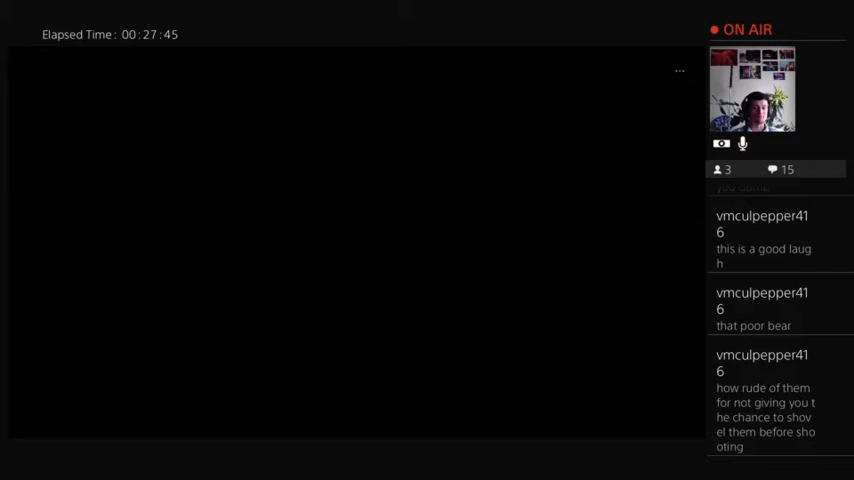 Elapsed Time: 00:27:45
...
ON AIR
3 15
you dame
vmculpepper41
6
this is a good laug
h
vmculpepper41
6
that poor bear
vmculpepper41
6
how rude of them
for not giving you t
he chance to shov
el them before sho
oting